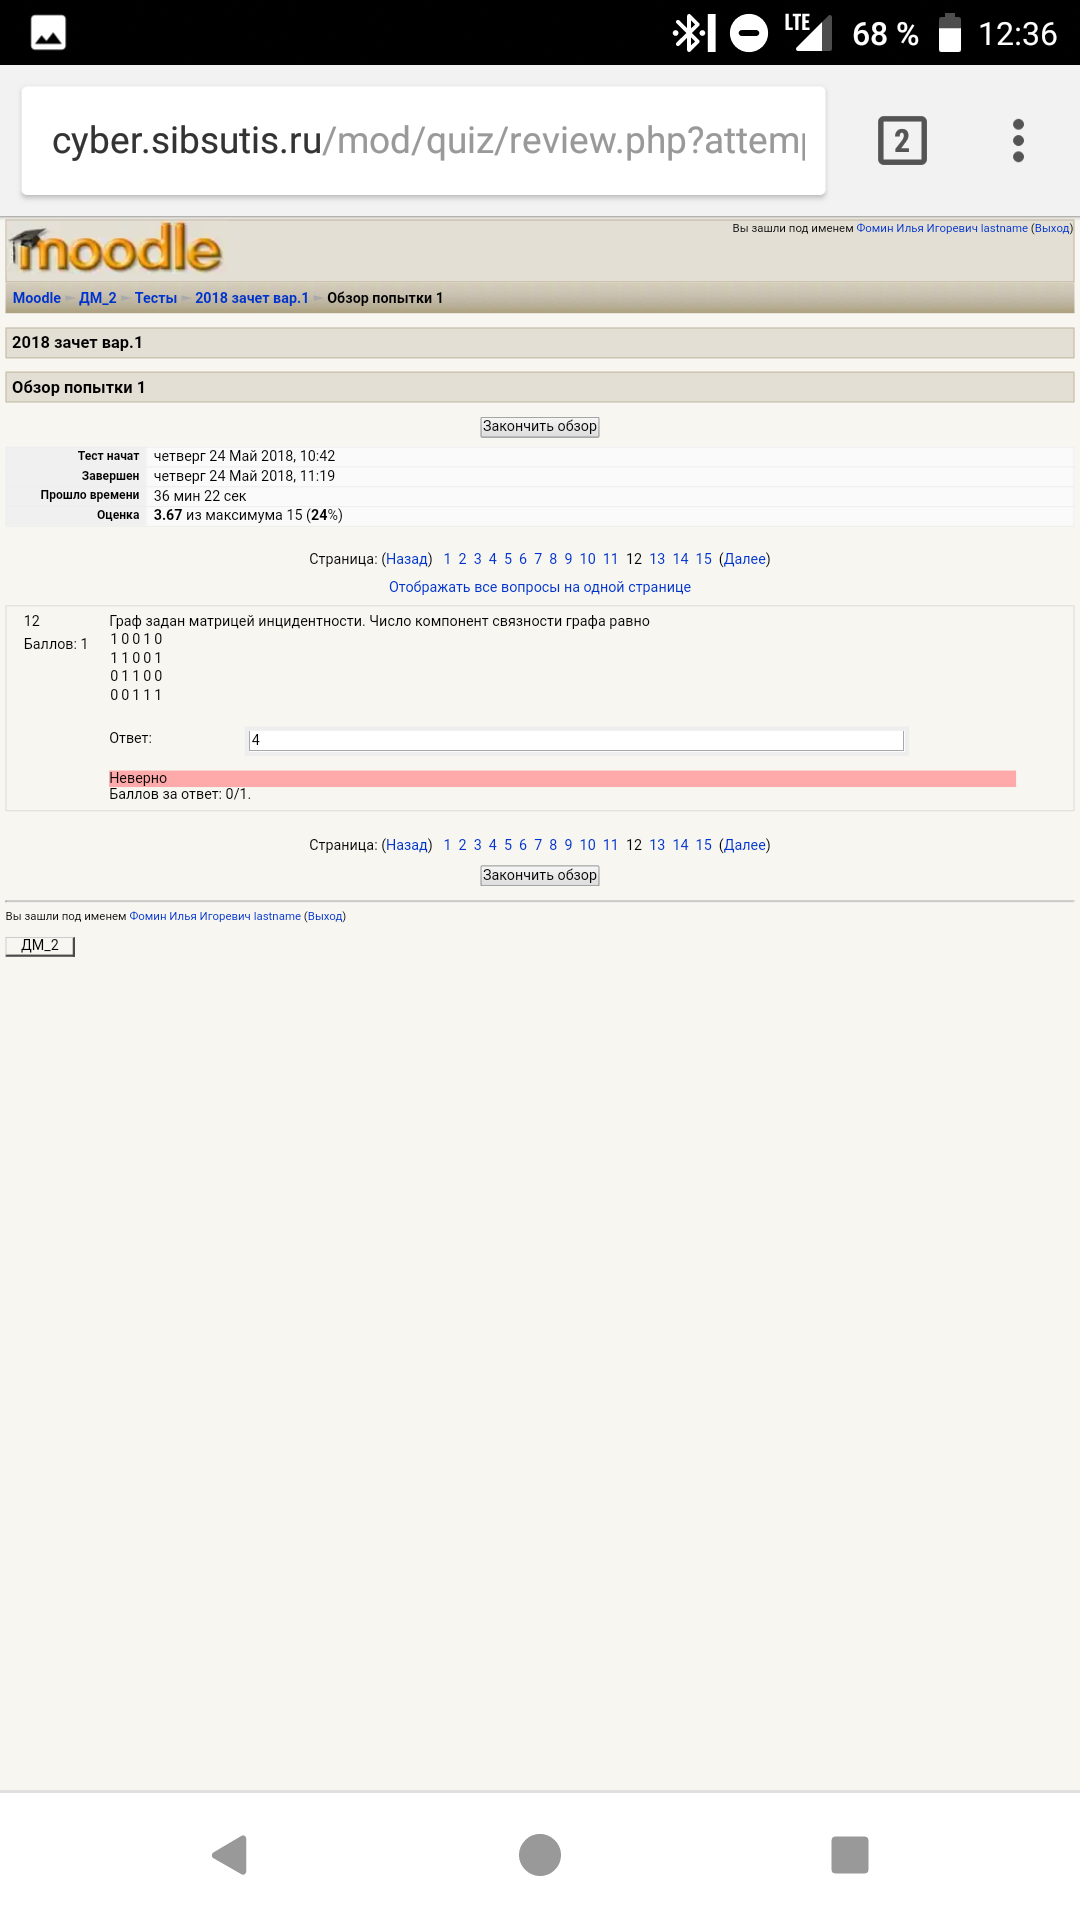 LTE 68 % 12:36
cyber.sibsutis.ru/mod/quiz/review.php?attem
2
moodle
Вы зашли под именем Фомин Илья Игоревич lastname (Выход)
Moodle ► ДМ_2 ► Тесты ► 2018 зачет вар.1 ► Обзор попытки 1
2018 зачет вар.1
Обзор попытки 1
Закончить обзор
Тест начат четверг 24 Май 2018, 10:42
Завершен четверг 24 Май 2018, 11:19
Прошло времени 36 мин 22 сек
Оценка 3.67 из максимума 15 (24%)
Страница: (Назад) 1 2 3 4 5 6 7 8 9 10 11 12 13 14 15 (Далее)
Отображать все вопросы на одной странице
12
Баллов: 1
Граф задан матрицей инцидентности. Число компонент связности графа равно
1 0 0 1 0
1 1 0 0 1
0 1 1 0 0
0 0 1 1 1
Ответ: 4
Неверно
Баллов за ответ: 0/1.
Страница: (Назад) 1 2 3 4 5 6 7 8 9 10 11 12 13 14 15 (Далее)
Закончить обзор
Вы зашли под именем Фомин Илья Игоревич lastname (Выход)
ДМ_2